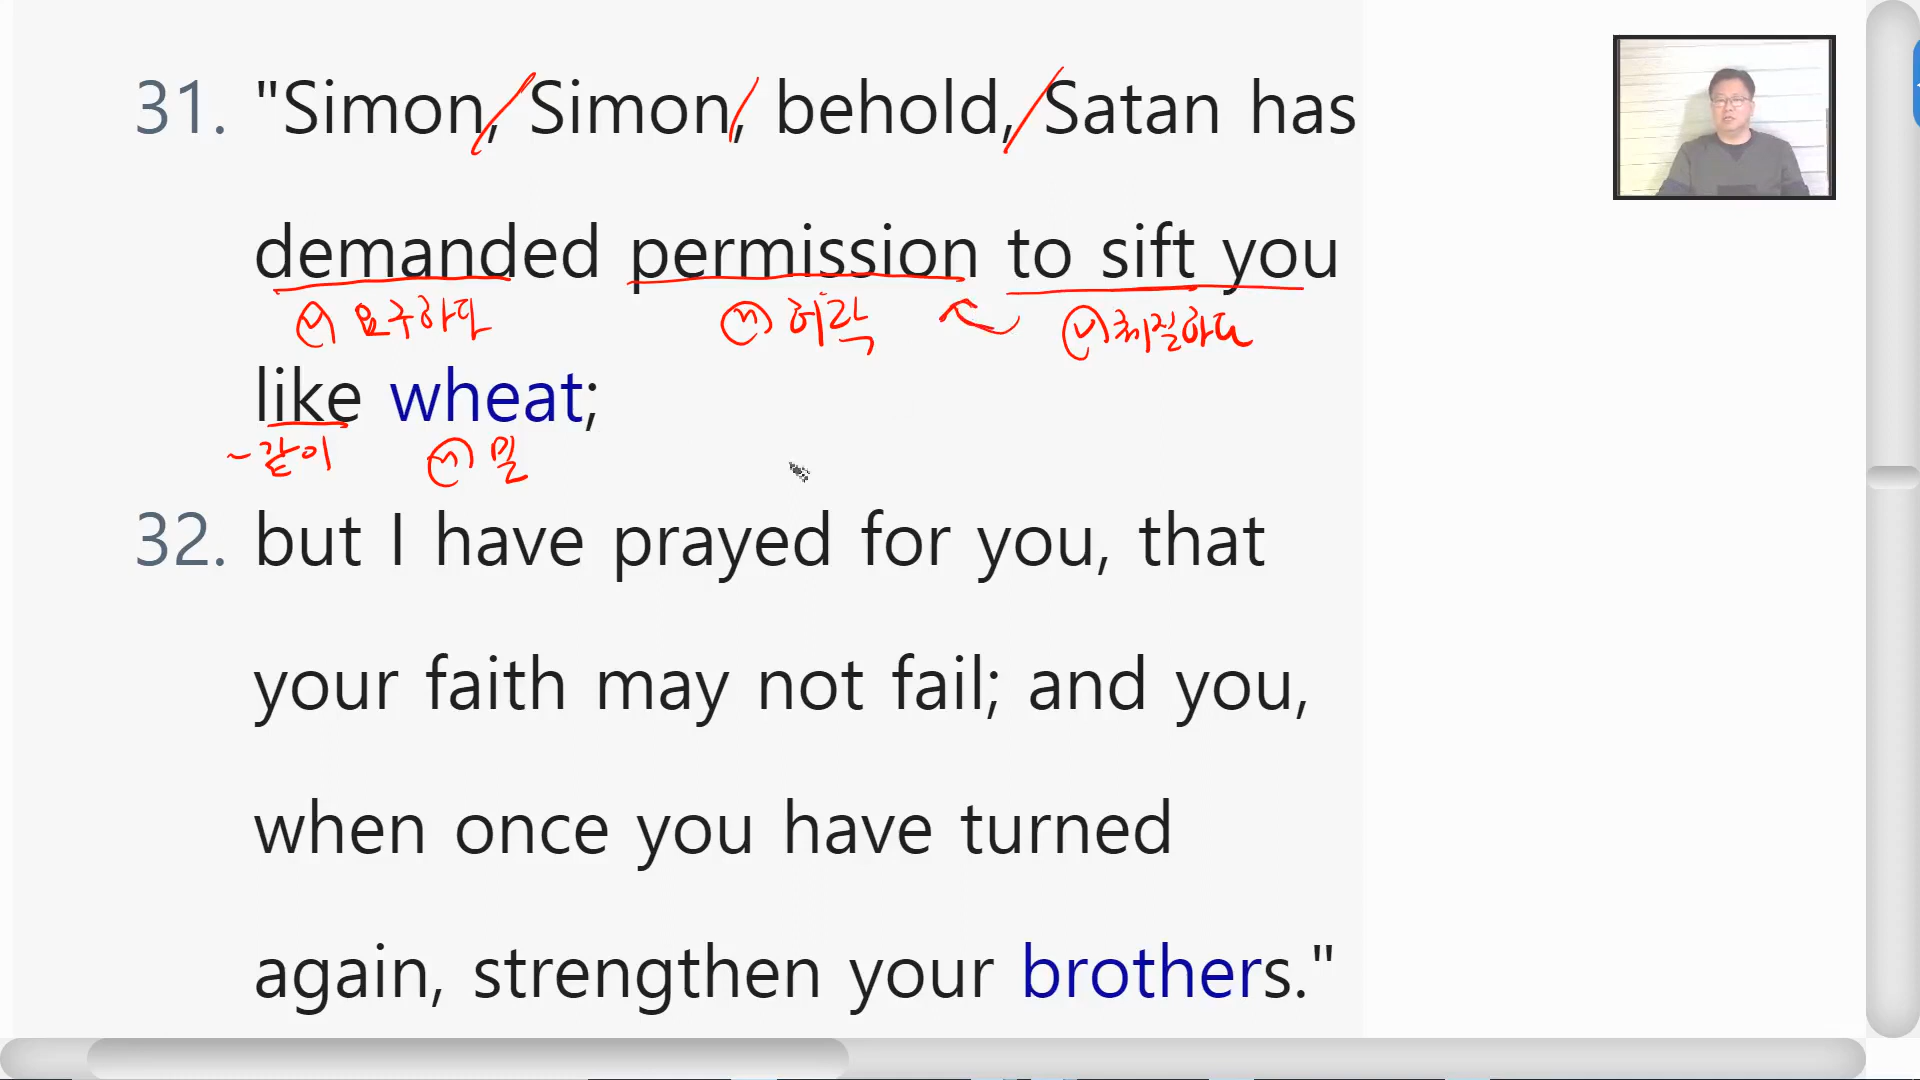 31. "Simon, Simon, behold, Satan has
demanded permission to sift you
ⓥ 요구하다 ⓝ 허락 ⓥ 체질하다
like wheat;
~같이 ⓝ 밀
32. but I have prayed for you, that
your faith may not fail; and you,
when once you have turned
again, strengthen your brothers."